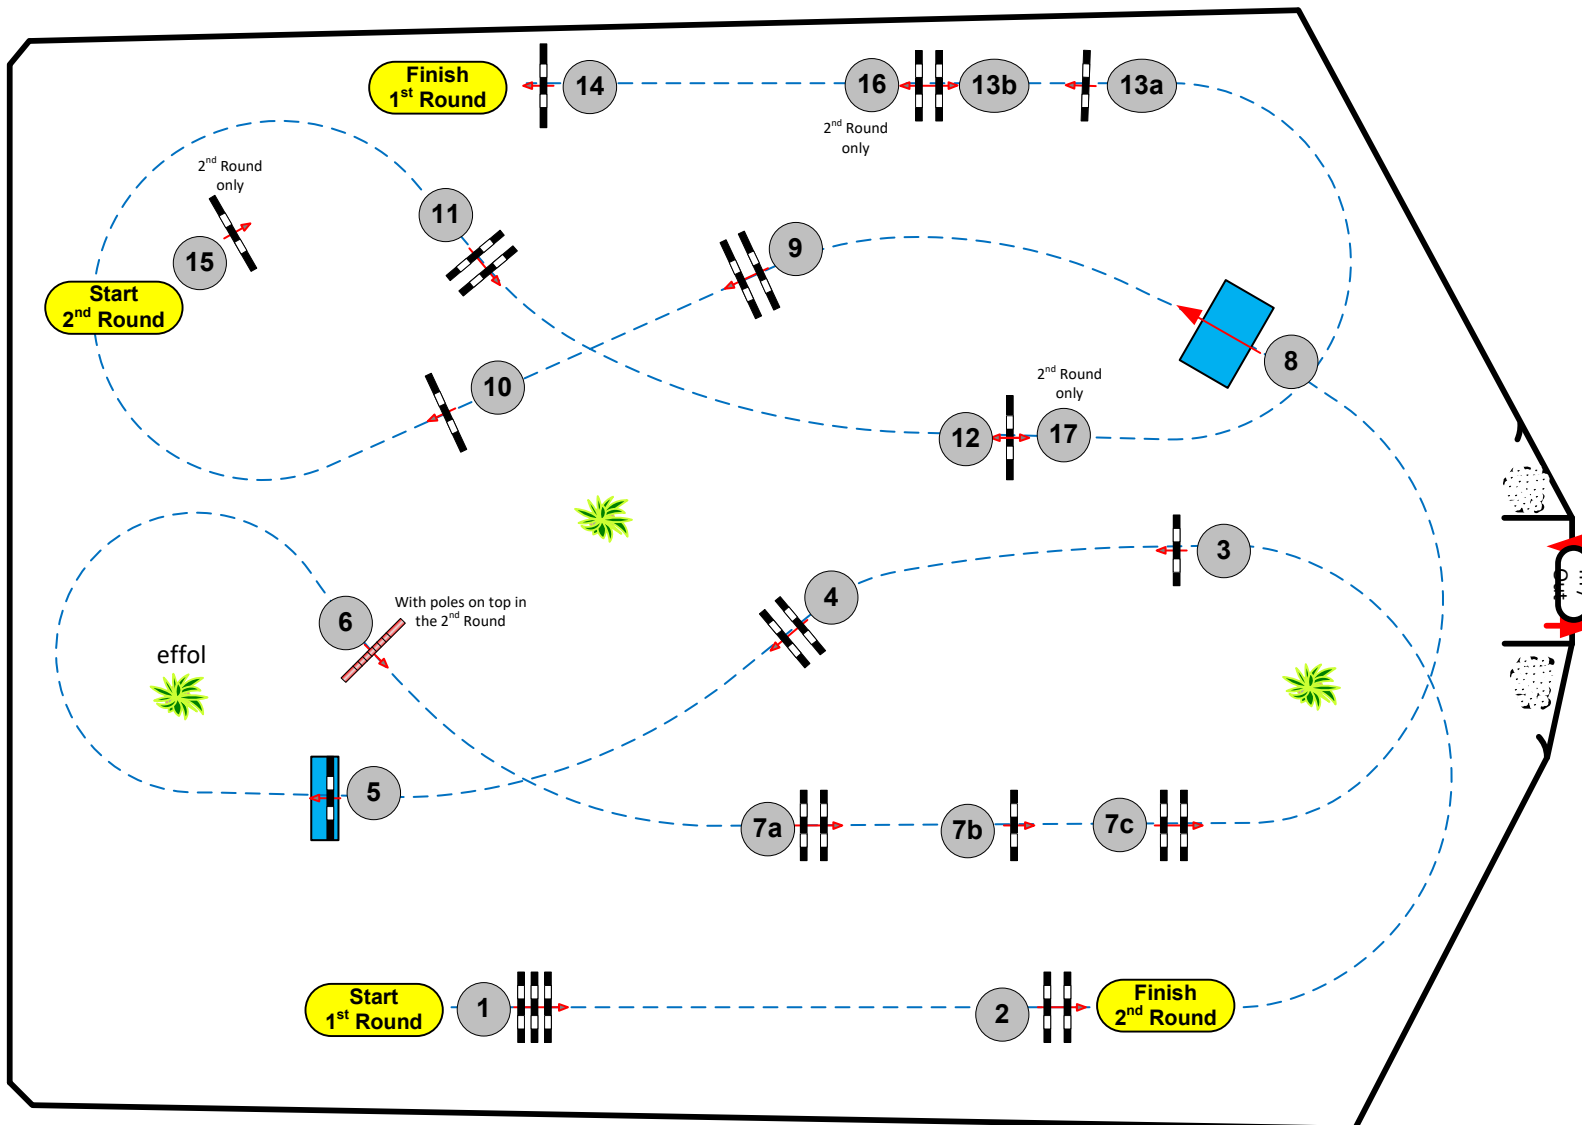 Finish
1st Round
14
16
13b
13a
2nd Round
only
2nd Round
only
11
15
9
Start
2nd Round
8
10
2nd Round
only
12
17
3
4
With poles on top in
the 2nd Round
6
effol
5
7a
7b
7c
Start
1st Round
1
2
Finish
2nd Round
Out